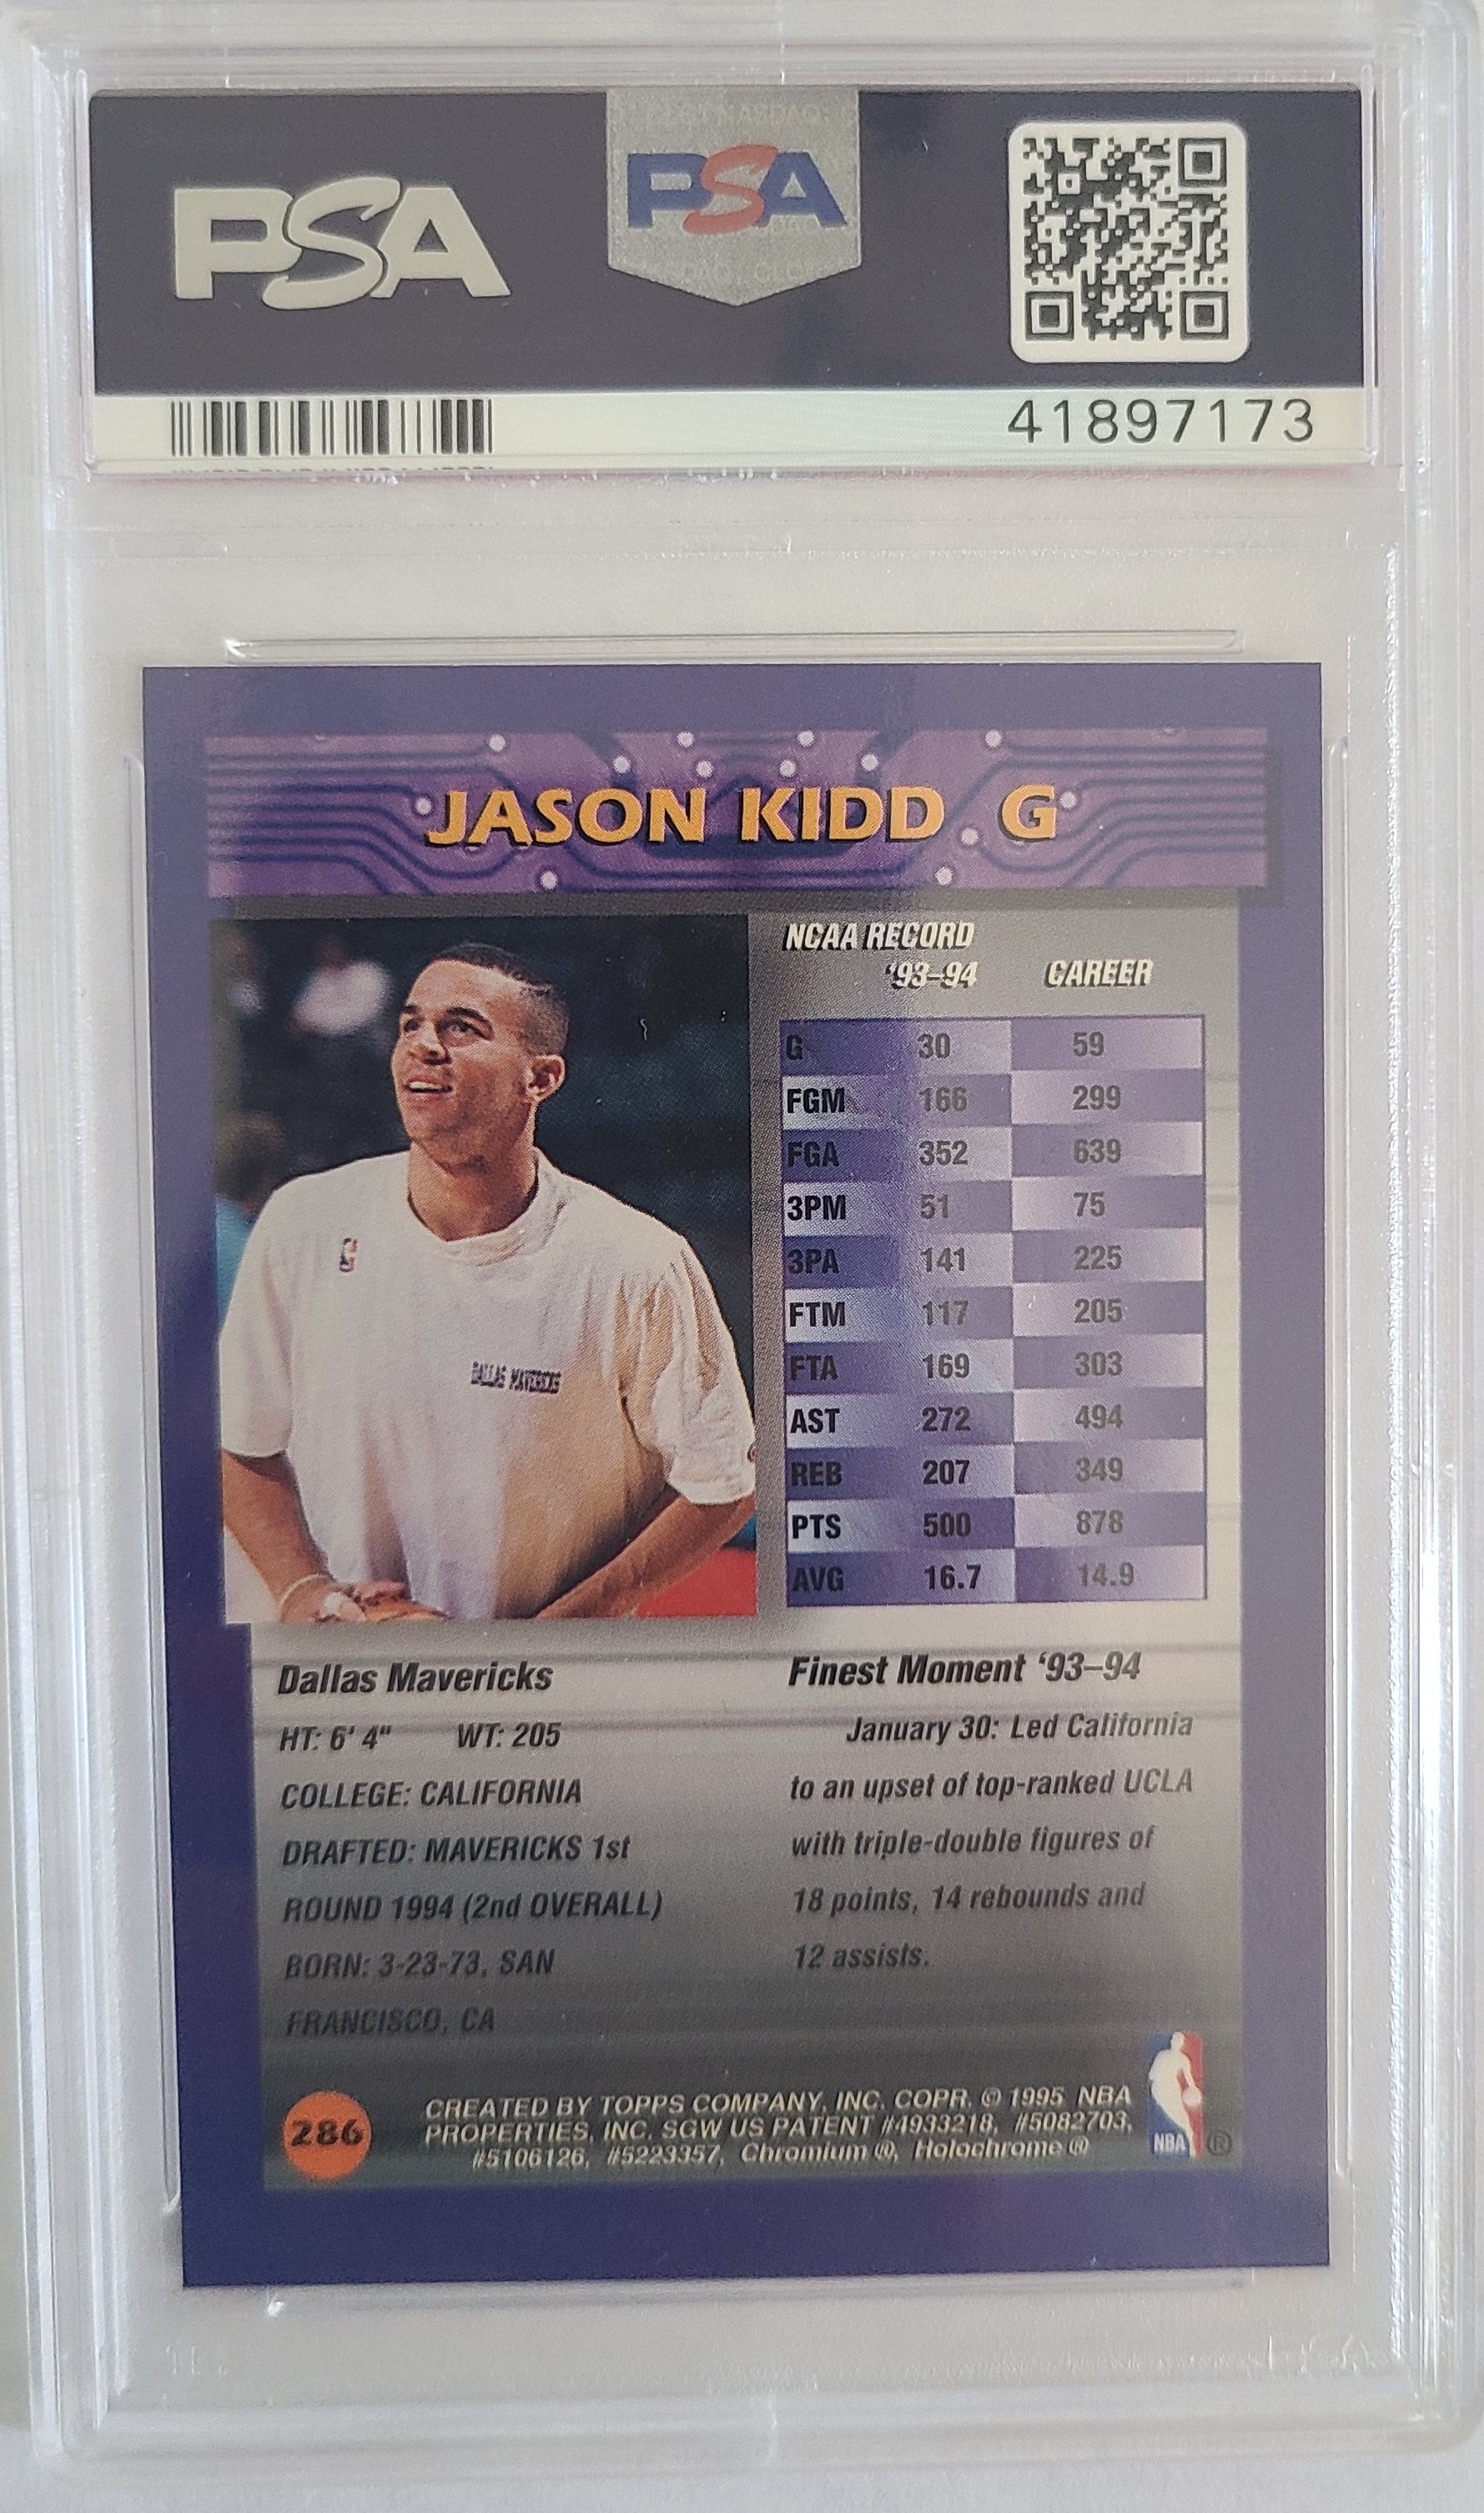 PSA
PSA
41897173
JASON KIDD G
NCAA RECORD
'93–94 CAREER
G 30 59
FGM 166 299
FGA 352 639
3PM 51 75
3PA 141 225
FTM 117 205
FTA 169 303
AST 272 494
REB 207 349
PTS 500 878
AVG 16.7 14.9
DALLAS MAVERICKS
Dallas Mavericks
HT: 6' 4" WT: 205
COLLEGE: CALIFORNIA
DRAFTED: MAVERICKS 1st
ROUND 1994 (2nd OVERALL)
BORN: 3-23-73, SAN
FRANCISCO, CA
Finest Moment '93–94
January 30: Led California
to an upset of top-ranked UCLA
with triple-double figures of
18 points, 14 rebounds and
12 assists.
286
CREATED BY TOPPS COMPANY, INC. COPR. © 1995 NBA
PROPERTIES, INC. SGW US PATENT #4933218, #5082703,
#5106126, #5223357, Chromium ®, Holochrome ®
NBA ®